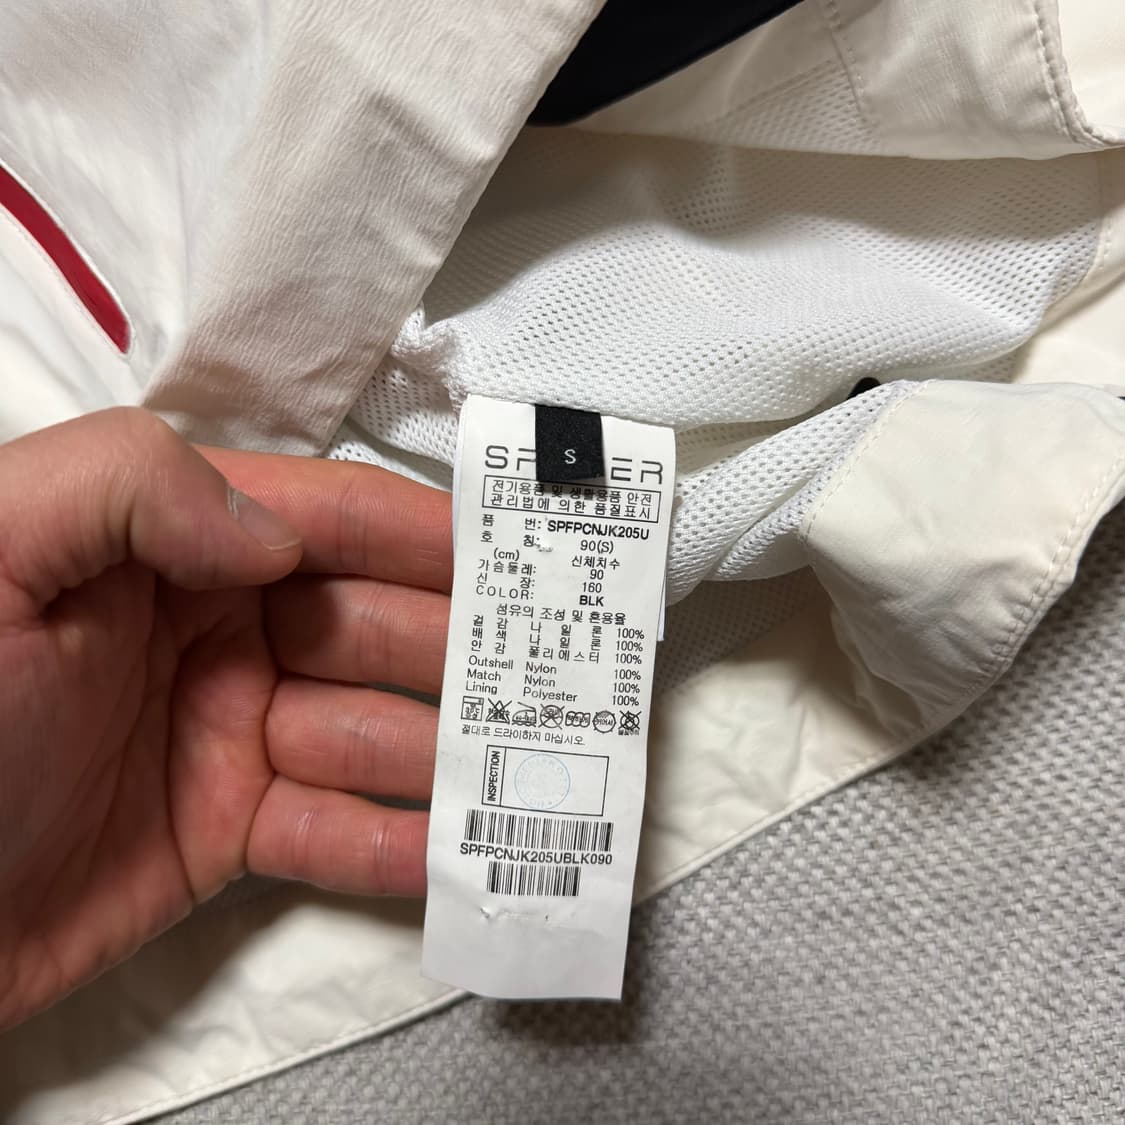 S
SP DER
전기용품 및 생활용품 안전
관리법에 의한 품질표시
품 번: SPFPCNJK205U
호 칭: 90(S)
(cm) 신체치수
가슴둘레: 90
신 장: 160
COLOR: BLK
섬유의 조성 및 혼용율
겉 감 나 일 론 100%
배 색 나 일 론 100%
안 감 폴리에스터 100%
Outshell Nylon 100%
Match Nylon 100%
Lining Polyester 100%
절대로 드라이하지 마십시오.
INSPECTION
SPFPCNJK205UBLK090